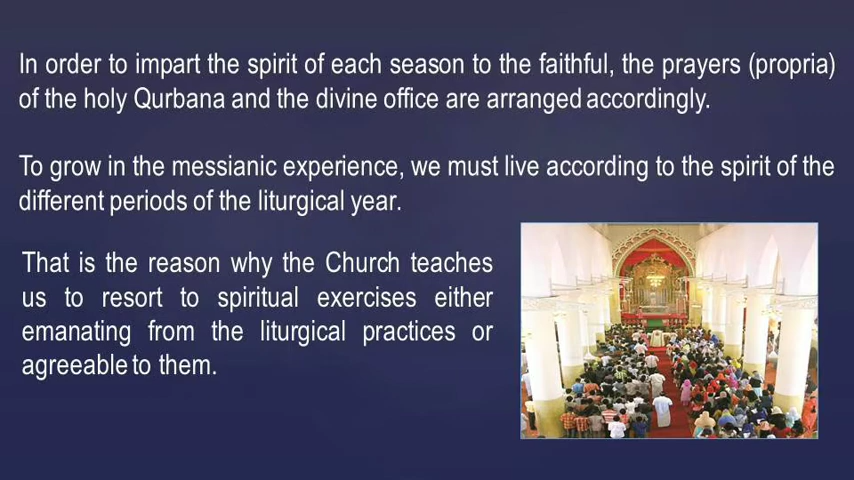 In order to impart the spirit of each season to the faithful, the prayers (propria)
of the holy Qurbana and the divine office are arranged accordingly.
To grow in the messianic experience, we must live according to the spirit of the
different periods of the liturgical year.
That is the reason why the Church teaches
us to resort to spiritual exercises either
emanating from the liturgical practices or
agreeable to them.